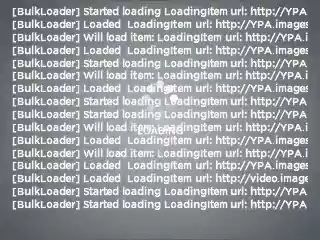 [BulkLoader] Started loading LoadingItem url: http://YPA
[BulkLoader] Loaded  LoadingItem url: http://YPA.images
[BulkLoader] Will load item: LoadingItem url: http://YPA.i
[BulkLoader] Loaded  LoadingItem url: http://YPA.images
[BulkLoader] Started loading LoadingItem url: http://YPA
[BulkLoader] Will load item: LoadingItem url: http://YPA.i
[BulkLoader] Loaded  LoadingItem url: http://YPA.images
[BulkLoader] Started loading LoadingItem url: http://YPA
[BulkLoader] Started loading LoadingItem url: http://YPA
[BulkLoader] Will load item: LoadingItem url: http://YPA.i
LOADING
[BulkLoader] Loaded  LoadingItem url: http://YPA.images
[BulkLoader] Will load item: LoadingItem url: http://YPA.i
[BulkLoader] Loaded  LoadingItem url: http://YPA.images
[BulkLoader] Loaded  LoadingItem url: http://video.image
[BulkLoader] Started loading LoadingItem url: http://YPA
[BulkLoader] Started loading LoadingItem url: http://YPA